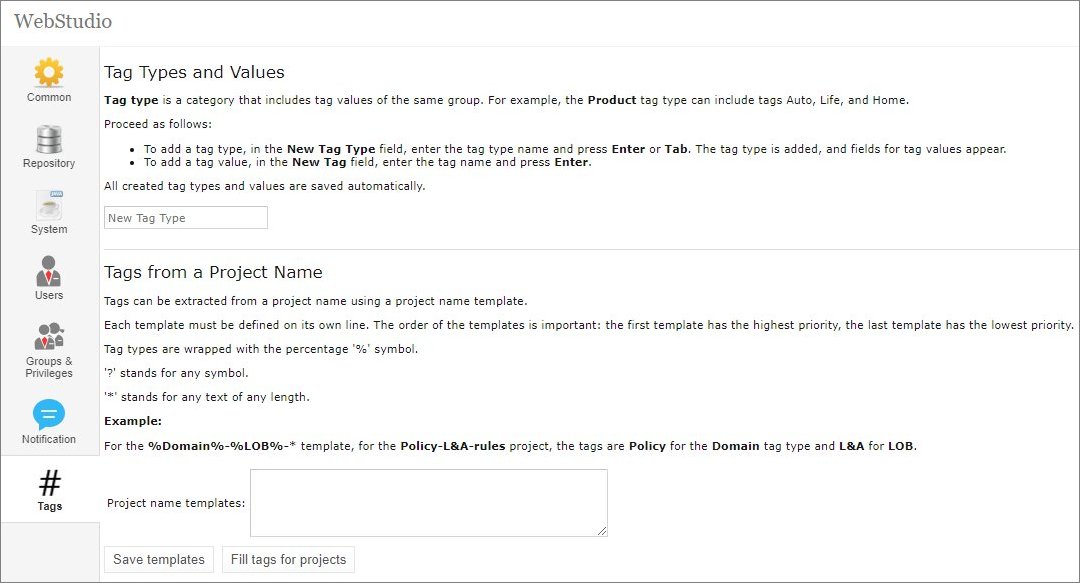 WebStudio
Common
Repository
System
Users
Groups &
Privileges
Notification
#
Tags
Tag Types and Values
Tag type is a category that includes tag values of the same group. For example, the Product tag type can include tags Auto, Life, and Home.
Proceed as follows:
• To add a tag type, in the New Tag Type field, enter the tag type name and press Enter or Tab. The tag type is added, and fields for tag values appear.
• To add a tag value, in the New Tag field, enter the tag name and press Enter.
All created tag types and values are saved automatically.
New Tag Type
Tags from a Project Name
Tags can be extracted from a project name using a project name template.
Each template must be defined on its own line. The order of the templates is important: the first template has the highest priority, the last template has the lowest priority.
Tag types are wrapped with the percentage '%' symbol.
'?' stands for any symbol.
'*' stands for any text of any length.
Example:
For the %Domain%-%LOB%-* template, for the Policy-L&A-rules project, the tags are Policy for the Domain tag type and L&A for LOB.
Project name templates:
Save templates
Fill tags for projects